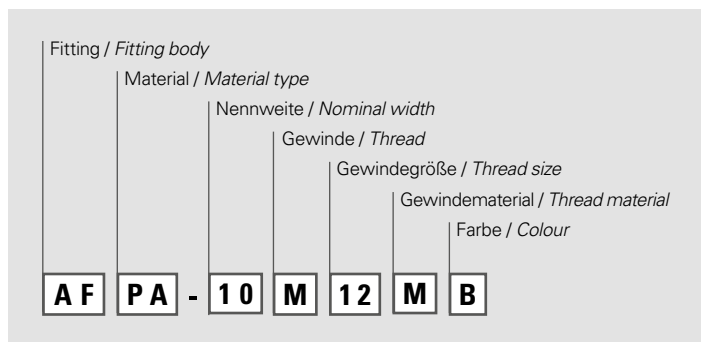 Fitting / Fitting body
Material / Material type
Nennweite / Nominal width
Gewinde / Thread
Gewindegröße / Thread size
Gewindematerial / Thread material
Farbe / Colour
AF PA - 10 M 12 M B